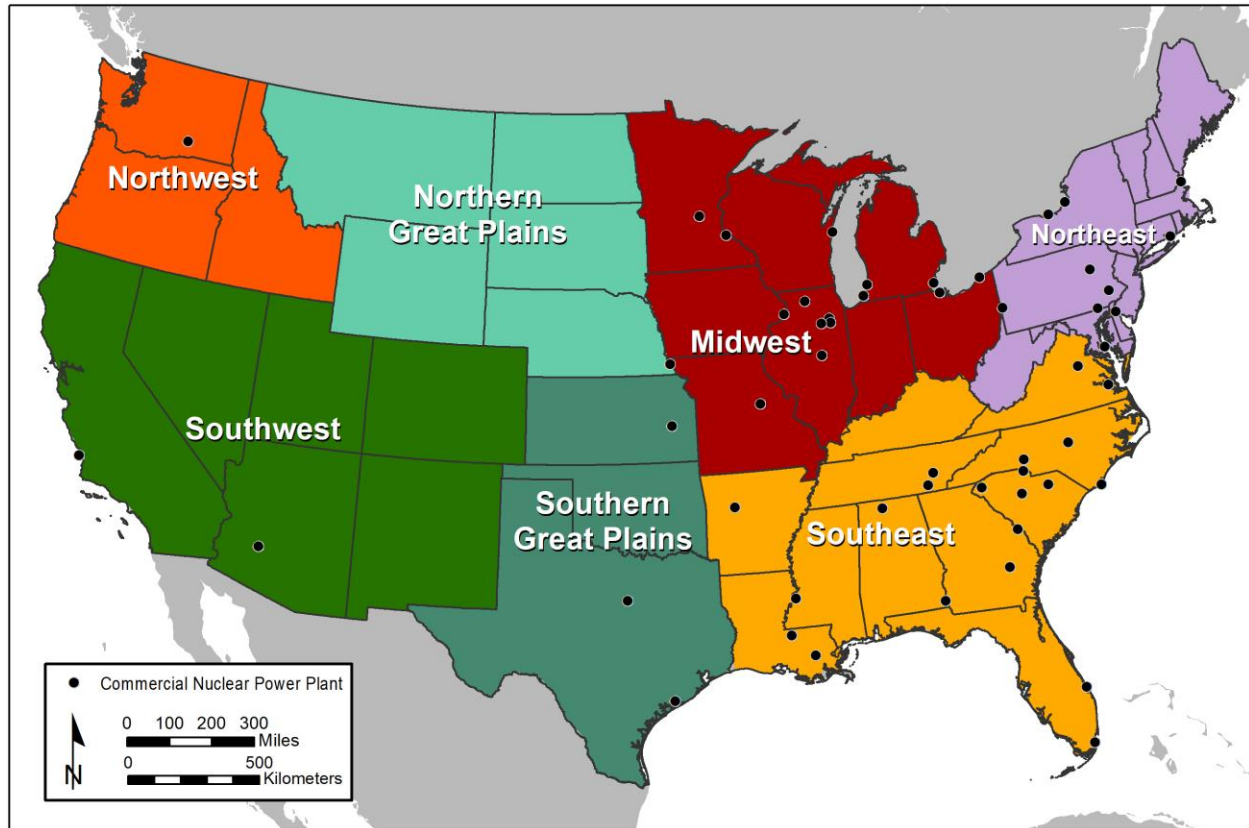 Northwest
Northern
Great Plains
Northeast
Midwest
Southwest
Southern
Great Plains
Southeast
Commercial Nuclear Power Plant
N
0 100 200 300
Miles
0 500
Kilometers